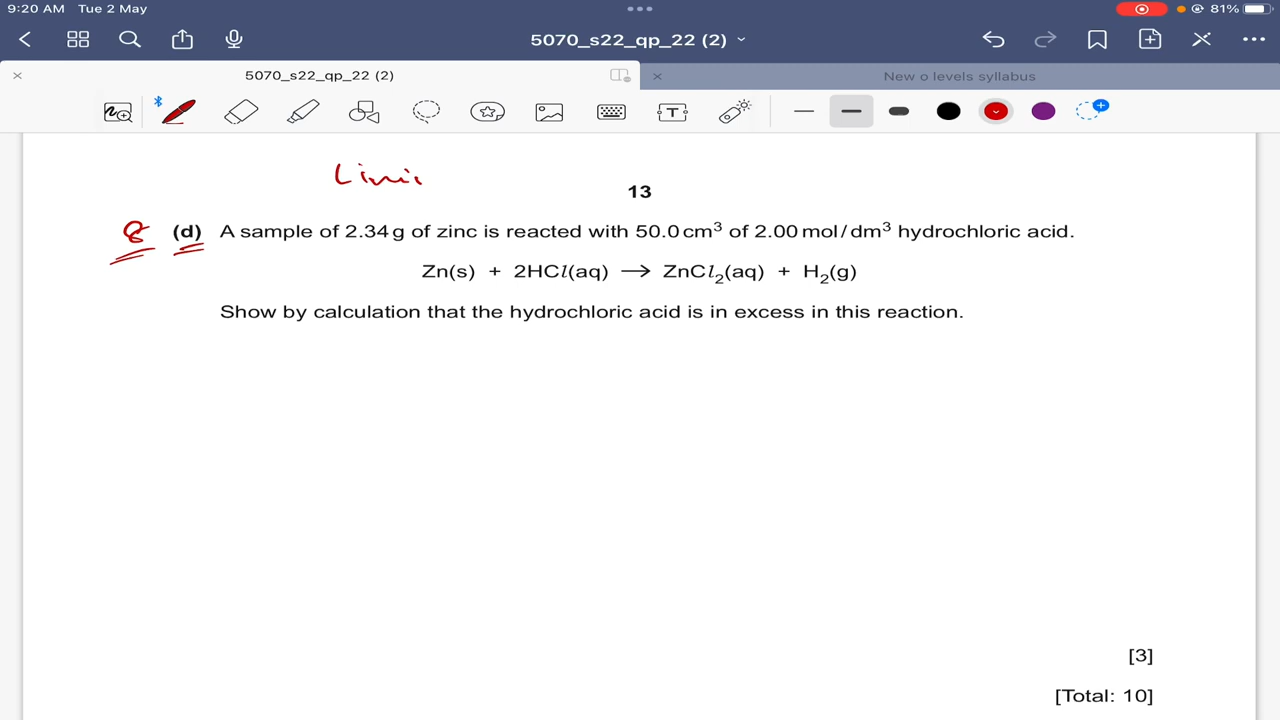 9:20 AM Tue 2 May
81%
5070_s22_qp_22 (2)
5070_s22_qp_22 (2)
New o levels syllabus
T
Limi
13
8 (d) A sample of 2.34 g of zinc is reacted with 50.0 cm³ of 2.00 mol/dm³ hydrochloric acid.
Zn(s) + 2HCl(aq) → ZnCl₂(aq) + H₂(g)
Show by calculation that the hydrochloric acid is in excess in this reaction.
[3]
[Total: 10]